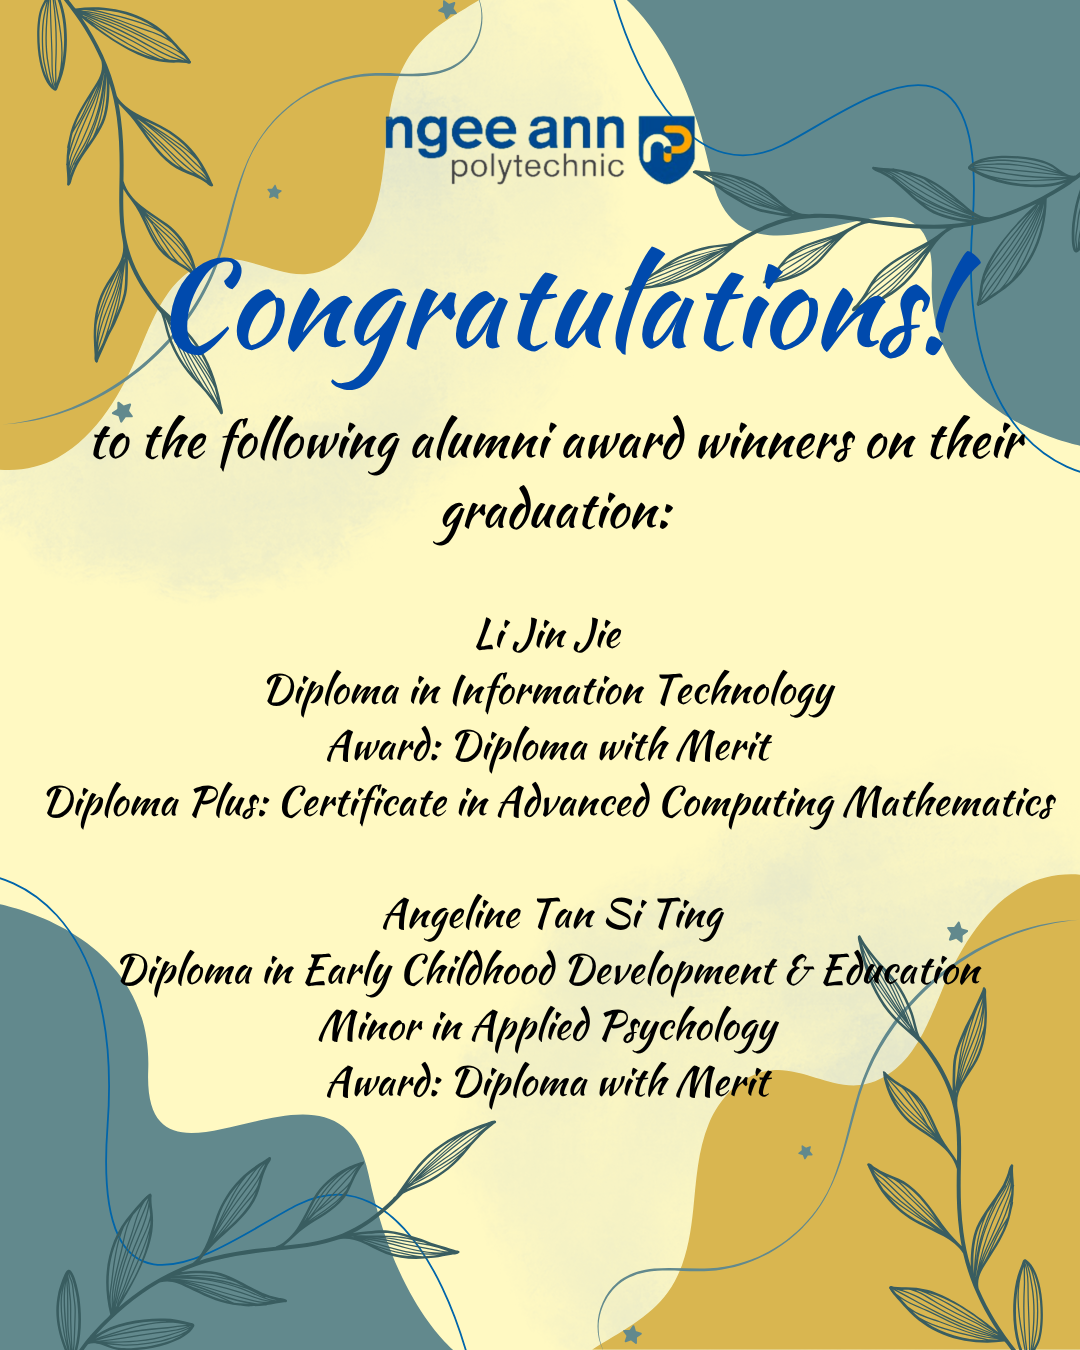 ngee ann
polytechnic
Congratulations!
to the following alumni award winners on their
graduation:
Li Jin Jie
Diploma in Information Technology
Award: Diploma with Merit
Diploma Plus: Certificate in Advanced Computing Mathematics
Angeline Tan Si Ting
Diploma in Early Childhood Development & Education
Minor in Applied Psychology
Award: Diploma with Merit